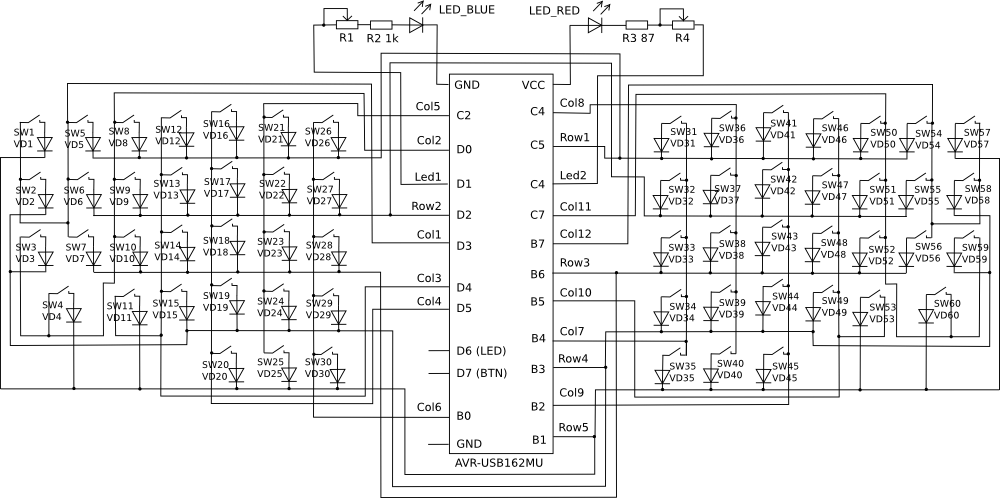 LED_BLUE
LED_RED
R1
R2 1k
R3 87
R4
GND
VCC
Col5
C2
C4
Col8
Col2
D0
C5
Row1
Led1
D1
C4
Led2
Row2
D2
C7
Col11
Col1
D3
B7
Col12
B6
Row3
Col3
D4
Col4
D5
B5
Col10
B4
Col7
D6 (LED)
D7 (BTN)
B3
Row4
Col6
B0
B2
Col9
GND
B1
Row5
AVR-USB162MU
SW1
VD1
SW5
VD5
SW8
VD8
SW12
VD12
SW16
VD16
SW21
VD21
SW26
VD26
SW2
VD2
SW6
VD6
SW9
VD9
SW13
VD13
SW17
VD17
SW22
VD22
SW27
VD27
SW3
VD3
SW7
VD7
SW10
VD10
SW14
VD14
SW18
VD18
SW23
VD23
SW28
VD28
SW4
VD4
SW11
VD11
SW15
VD15
SW19
VD19
SW24
VD24
SW29
VD29
SW20
VD20
SW25
VD25
SW30
VD30
SW31
VD31
SW36
VD36
SW41
VD41
SW46
VD46
SW50
VD50
SW54
VD54
SW57
VD57
SW32
VD32
SW37
VD37
SW42
VD42
SW47
VD47
SW51
VD51
SW55
VD55
SW58
VD58
SW33
VD33
SW38
VD38
SW43
VD43
SW48
VD48
SW52
VD52
SW56
VD56
SW59
VD59
SW34
VD34
SW39
VD39
SW44
VD44
SW49
VD49
SW53
VD53
SW60
VD60
SW35
VD35
SW40
VD40
SW45
VD45